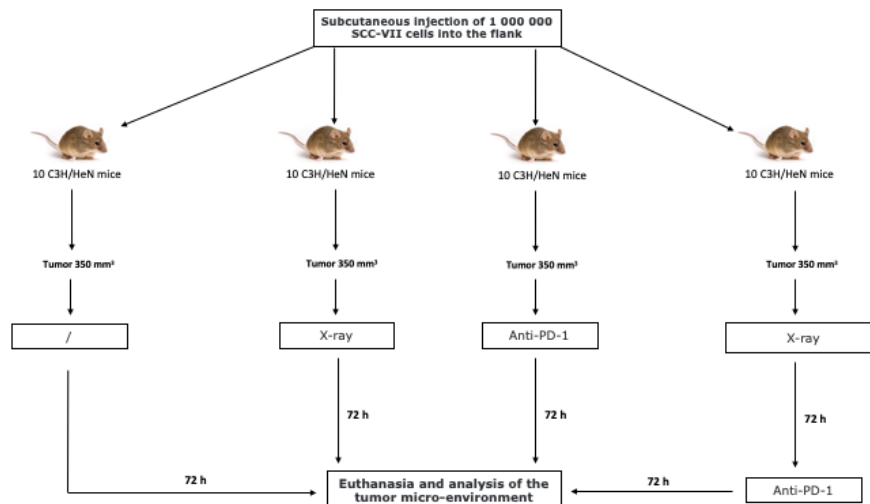 Subcutaneous injection of 1 000 000
SCC-VII cells into the flank
10 C3H/HeN mice
10 C3H/HeN mice
10 C3H/HeN mice
10 C3H/HeN mice
Tumor 350 mm³
Tumor 350 mm³
Tumor 350 mm³
Tumor 350 mm³
/
X-ray
Anti-PD-1
X-ray
72 h
72 h
72 h
72 h
72 h
Euthanasia and analysis of the
tumor micro-environment
Anti-PD-1